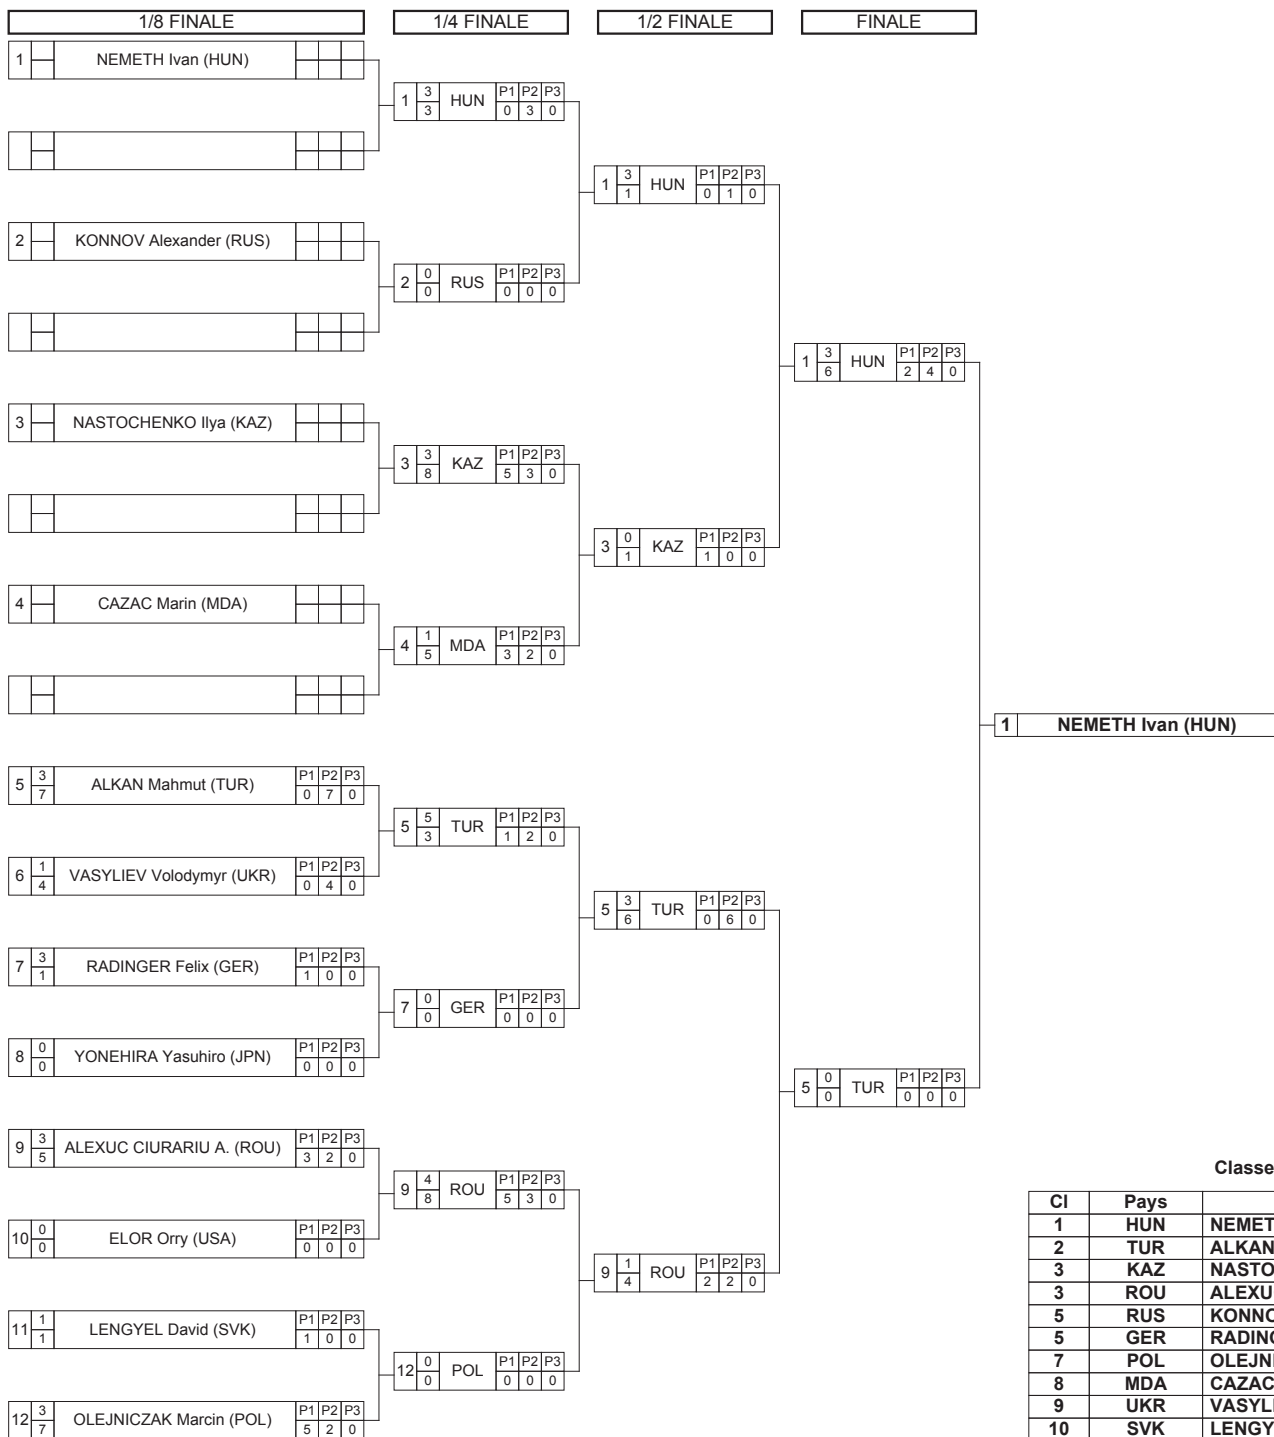 1/8 FINALE 1/4 FINALE 1/2 FINALE FINALE
1 NEMETH Ivan (HUN)
1 3 3 HUN P1 P2 P3 0 3 0
1 3 1 HUN P1 P2 P3 0 1 0
2 KONNOV Alexander (RUS)
2 0 0 RUS P1 P2 P3 0 0 0
1 3 6 HUN P1 P2 P3 2 4 0
3 NASTOCHENKO Ilya (KAZ)
3 3 8 KAZ P1 P2 P3 5 3 0
3 0 1 KAZ P1 P2 P3 1 0 0
4 CAZAC Marin (MDA)
4 1 5 MDA P1 P2 P3 3 2 0
1 NEMETH Ivan (HUN)
5 3 7 ALKAN Mahmut (TUR) P1 P2 P3 0 7 0
5 5 3 TUR P1 P2 P3 1 2 0
6 1 4 VASYLIEV Volodymyr (UKR) P1 P2 P3 0 4 0
5 3 6 TUR P1 P2 P3 0 6 0
7 3 1 RADINGER Felix (GER) P1 P2 P3 1 0 0
7 0 0 GER P1 P2 P3 0 0 0
8 0 0 YONEHIRA Yasuhiro (JPN) P1 P2 P3 0 0 0
5 0 0 TUR P1 P2 P3 0 0 0
9 3 5 ALEXUC CIURARIU A. (ROU) P1 P2 P3 3 2 0
9 4 8 ROU P1 P2 P3 5 3 0
10 0 0 ELOR Orry (USA) P1 P2 P3 0 0 0
9 1 4 ROU P1 P2 P3 2 2 0
11 1 1 LENGYEL David (SVK) P1 P2 P3 1 0 0
12 0 0 POL P1 P2 P3 0 0 0
12 3 7 OLEJNICZAK Marcin (POL) P1 P2 P3 5 2 0
Classe
Cl Pays
1 HUN NEMET
2 TUR ALKAN
3 KAZ NASTO
3 ROU ALEXU
5 RUS KONNO
5 GER RADING
7 POL OLEJNI
8 MDA CAZAC
9 UKR VASYLI
10 SVK LENGY